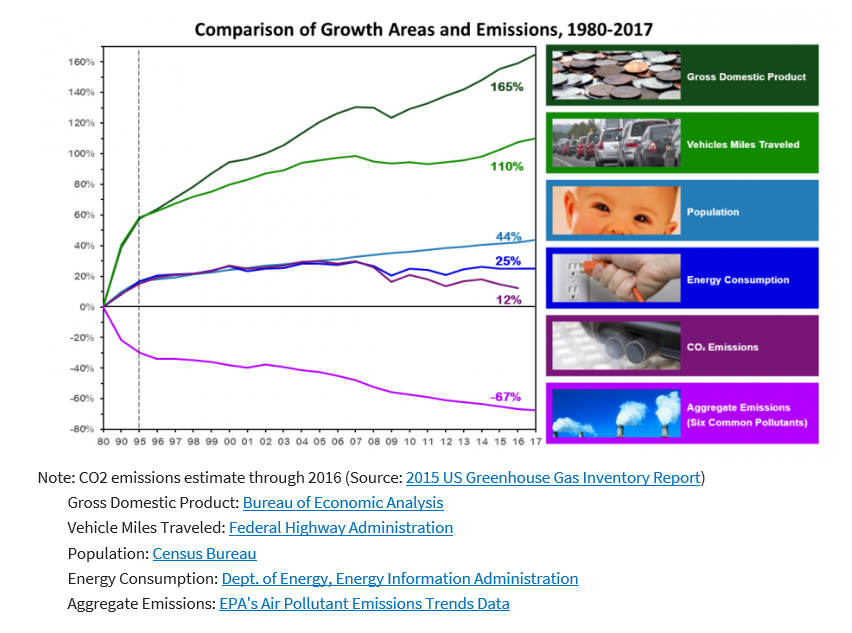 Comparison of Growth Areas and Emissions, 1980-2017
160%
140%
120%
100%
80%
60%
40%
20%
0%
-20%
-40%
-60%
-80%
165%
110%
44%
25%
12%
-67%
80 90 95 96 97 98 99 00 01 02 03 04 05 06 07 08 09 10 11 12 13 14 15 16 17
Gross Domestic Product
Vehicles Miles Traveled
Population
Energy Consumption
CO₂ Emissions
Aggregate Emissions
(Six Common Pollutants)
Note: CO2 emissions estimate through 2016 (Source: 2015 US Greenhouse Gas Inventory Report)
Gross Domestic Product: Bureau of Economic Analysis
Vehicle Miles Traveled: Federal Highway Administration
Population: Census Bureau
Energy Consumption: Dept. of Energy, Energy Information Administration
Aggregate Emissions: EPA's Air Pollutant Emissions Trends Data